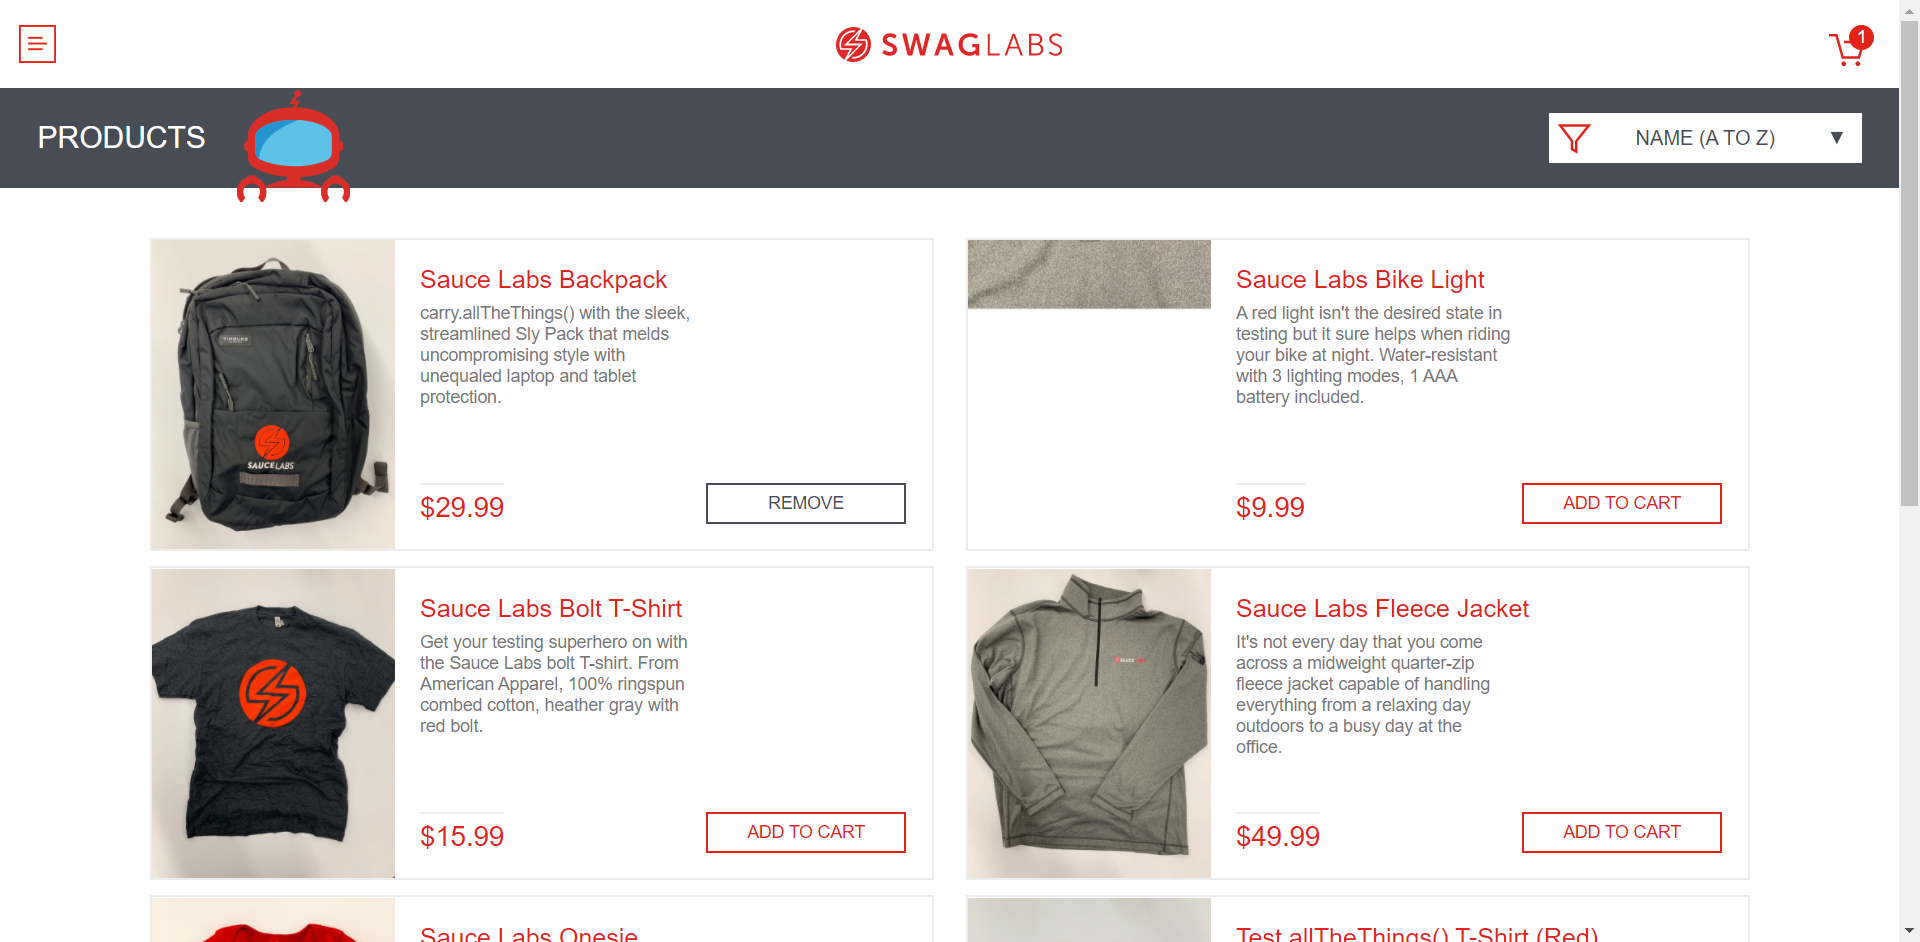 SWAGLABS
1
PRODUCTS
NAME (A TO Z)
Sauce Labs Backpack
carry.allTheThings() with the sleek,
streamlined Sly Pack that melds
uncompromising style with
unequaled laptop and tablet
protection.
SAUCELABS
$29.99
REMOVE
Sauce Labs Bike Light
A red light isn't the desired state in
testing but it sure helps when riding
your bike at night. Water-resistant
with 3 lighting modes, 1 AAA
battery included.
$9.99
ADD TO CART
Sauce Labs Bolt T-Shirt
Get your testing superhero on with
the Sauce Labs bolt T-shirt. From
American Apparel, 100% ringspun
combed cotton, heather gray with
red bolt.
$15.99
ADD TO CART
Sauce Labs Fleece Jacket
It's not every day that you come
across a midweight quarter-zip
fleece jacket capable of handling
everything from a relaxing day
outdoors to a busy day at the
office.
$49.99
ADD TO CART
Sauce Labs Onesie
Test.allTheThings() T-Shirt (Red)